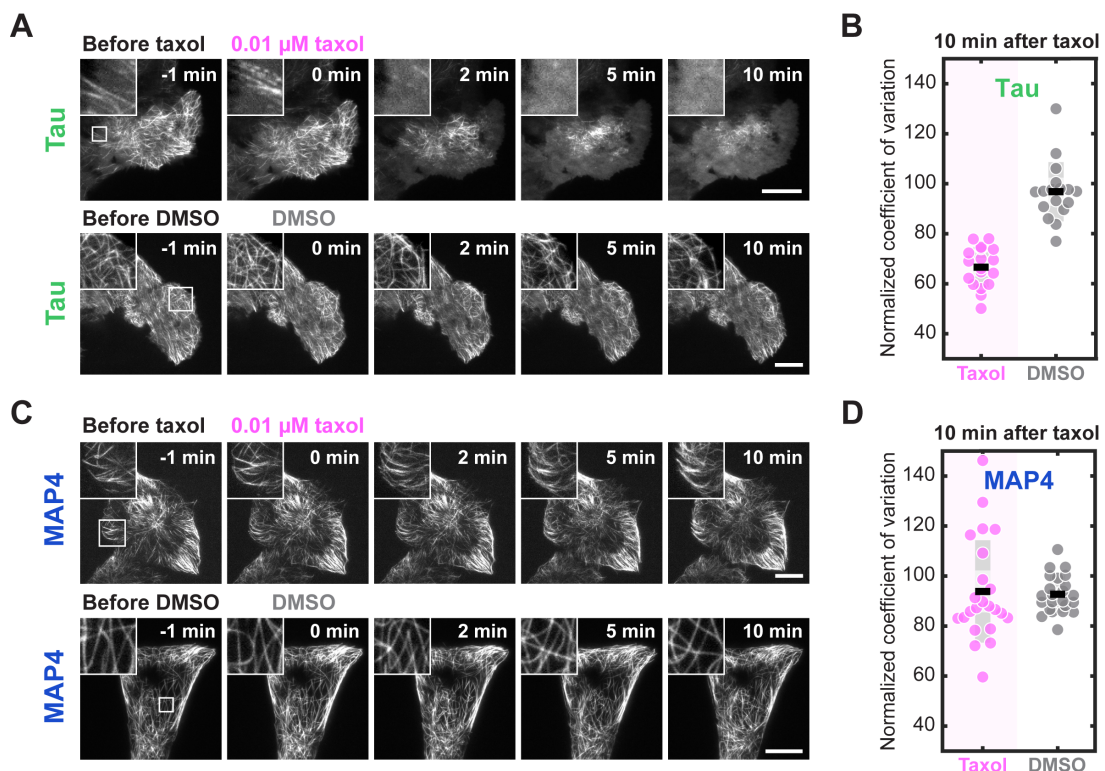 A
Before taxol 0.01 µM taxol
Tau
-1 min 0 min 2 min 5 min 10 min
Before DMSO DMSO
Tau
-1 min 0 min 2 min 5 min 10 min
B
10 min after taxol
Tau
Normalized coefficient of variation
140
120
100
80
60
40
Taxol DMSO
C
Before taxol 0.01 µM taxol
MAP4
-1 min 0 min 2 min 5 min 10 min
Before DMSO DMSO
MAP4
-1 min 0 min 2 min 5 min 10 min
D
10 min after taxol
MAP4
Normalized coefficient of variation
140
120
100
80
60
40
Taxol DMSO